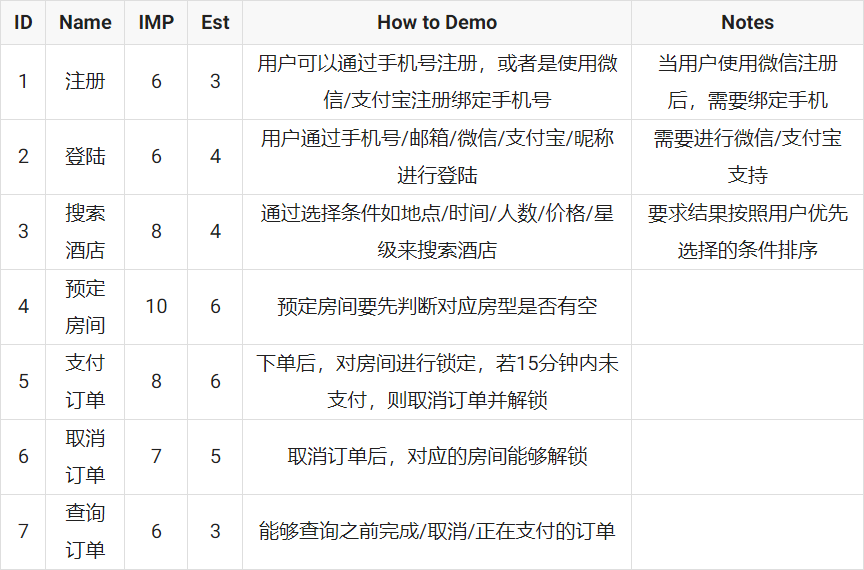 ID Name IMP Est How to Demo Notes
1 注册 6 3 用户可以通过手机号注册，或者是使用微
信/支付宝注册绑定手机号 当用户使用微信注册
后，需要绑定手机
2 登陆 6 4 用户通过手机号/邮箱/微信/支付宝/昵称
进行登陆 需要进行微信/支付宝
支持
3 搜索
酒店 8 4 通过选择条件如地点/时间/人数/价格/星
级来搜索酒店 要求结果按照用户优先
选择的条件排序
4 预定
房间 10 6 预定房间要先判断对应房型是否有空
5 支付
订单 8 6 下单后，对房间进行锁定，若15分钟内未
支付，则取消订单并解锁
6 取消
订单 7 5 取消订单后，对应的房间能够解锁
7 查询
订单 6 3 能够查询之前完成/取消/正在支付的订单